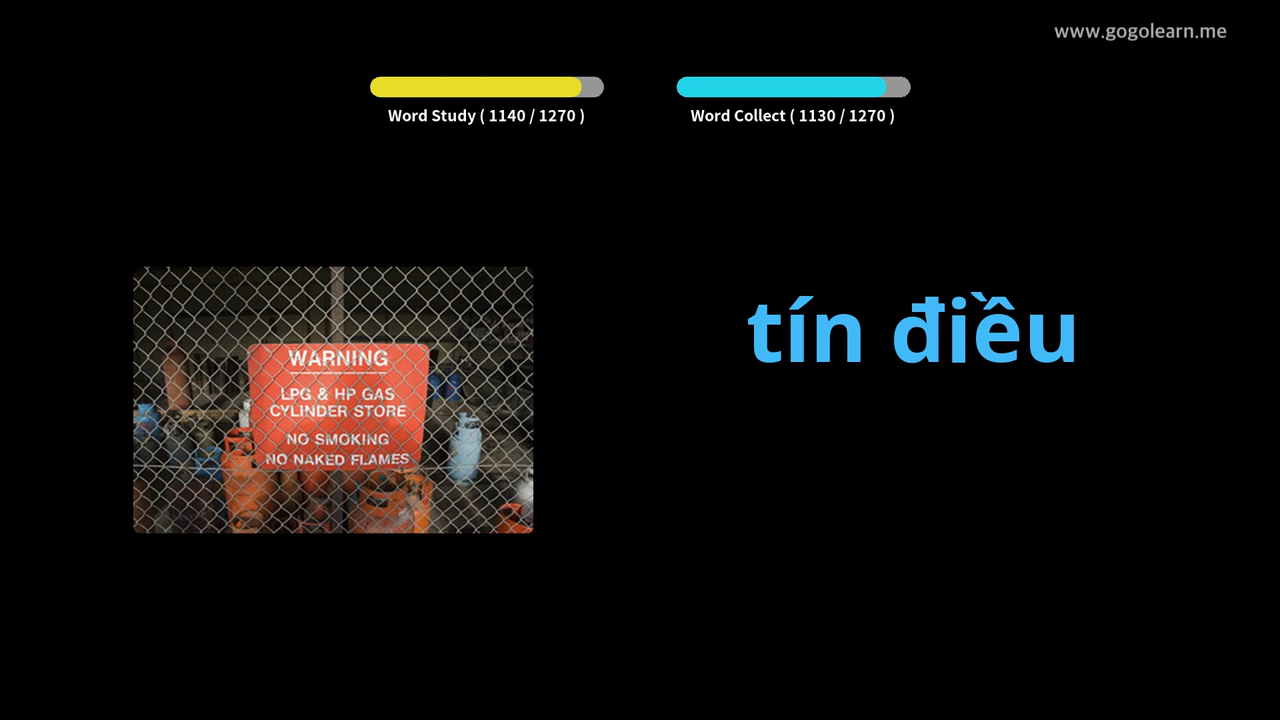 www.gogolearn.me
Word Study ( 1140 / 1270 )
Word Collect ( 1130 / 1270 )
WARNING
LPG & HP GAS
CYLINDER STORE
NO SMOKING
NO NAKED FLAMES
tín điều